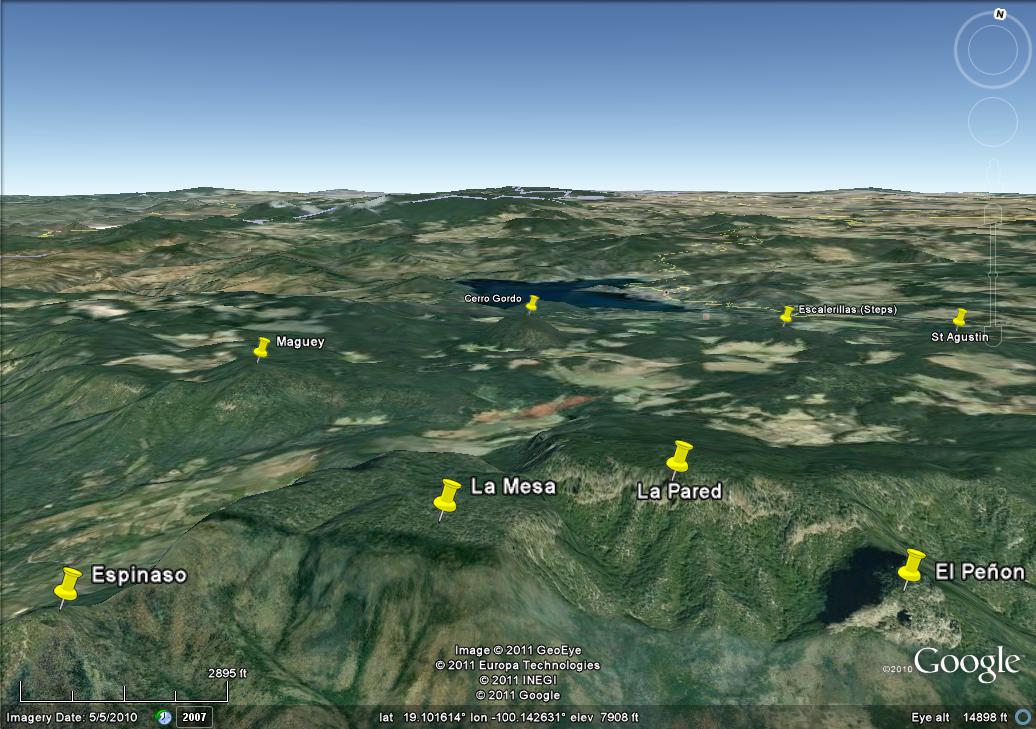 N
Cerro Gordo
Escalerillas (Steps)
St Agustin
Maguey
La Mesa
La Pared
Espinaso
El Peñon
Image © 2011 GeoEye
© 2011 Europa Technologies
© 2011 INEGI
© 2011 Google
2895 ft
©2010 Google
Imagery Date: 5/5/2010 2007 lat 19.101614° lon -100.142631° elev 7908 ft Eye alt 14898 ft